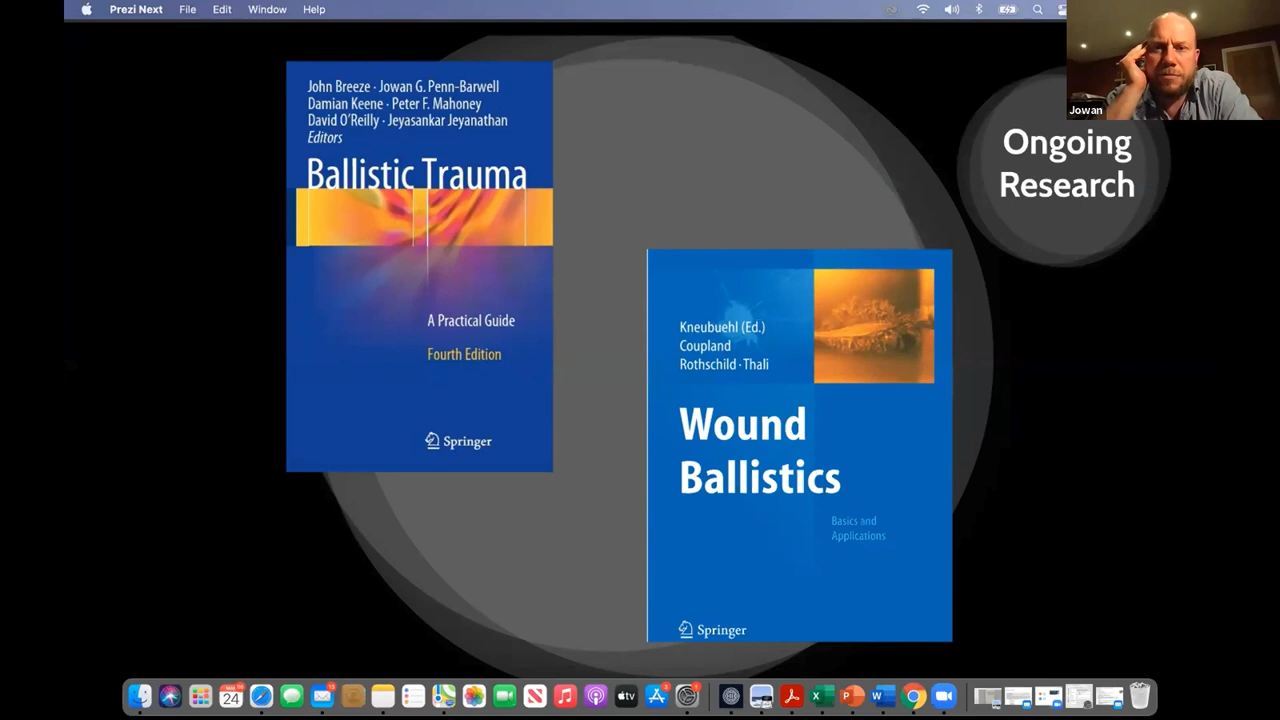 Prezi Next File Edit Window Help
Jowan
John Breeze · Jowan G. Penn-Barwell
Damian Keene · Peter F. Mahoney
David O'Reilly · Jeyasankar Jeyanathan
Editors
Ballistic Trauma
A Practical Guide
Fourth Edition
Springer
Ongoing
Research
Kneubuehl (Ed.)
Coupland
Rothschild · Thali
Wound
Ballistics
Basics and
Applications
Springer
24
tv